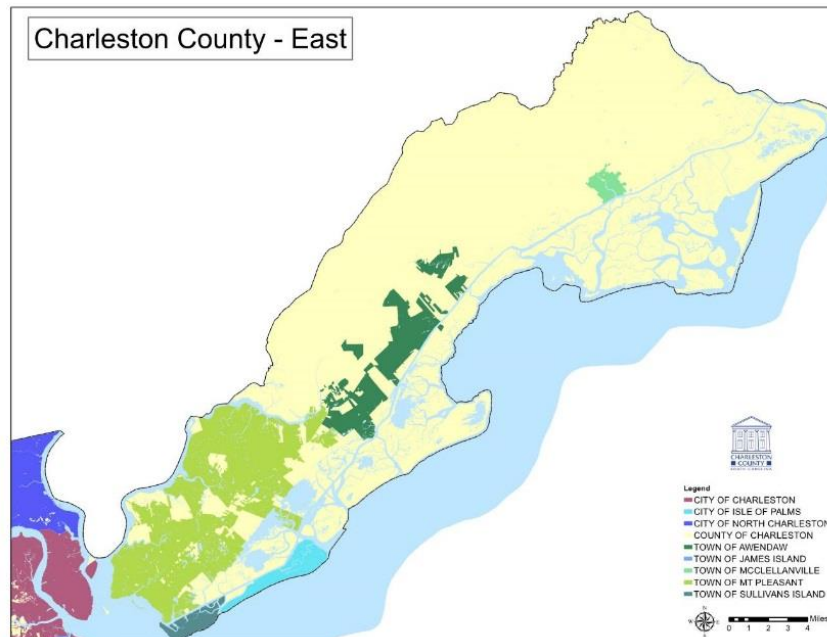 Charleston County - East
CHARLESTON
COUNTY
Legend
CITY OF CHARLESTON
CITY OF ISLE OF PALMS
CITY OF NORTH CHARLESTON
COUNTY OF CHARLESTON
TOWN OF AWENDAW
TOWN OF JAMES ISLAND
TOWN OF MCCLELLANVILLE
TOWN OF MT PLEASANT
TOWN OF SULLIVANS ISLAND
N
W
E
S
0 1 2 3 4
Miles